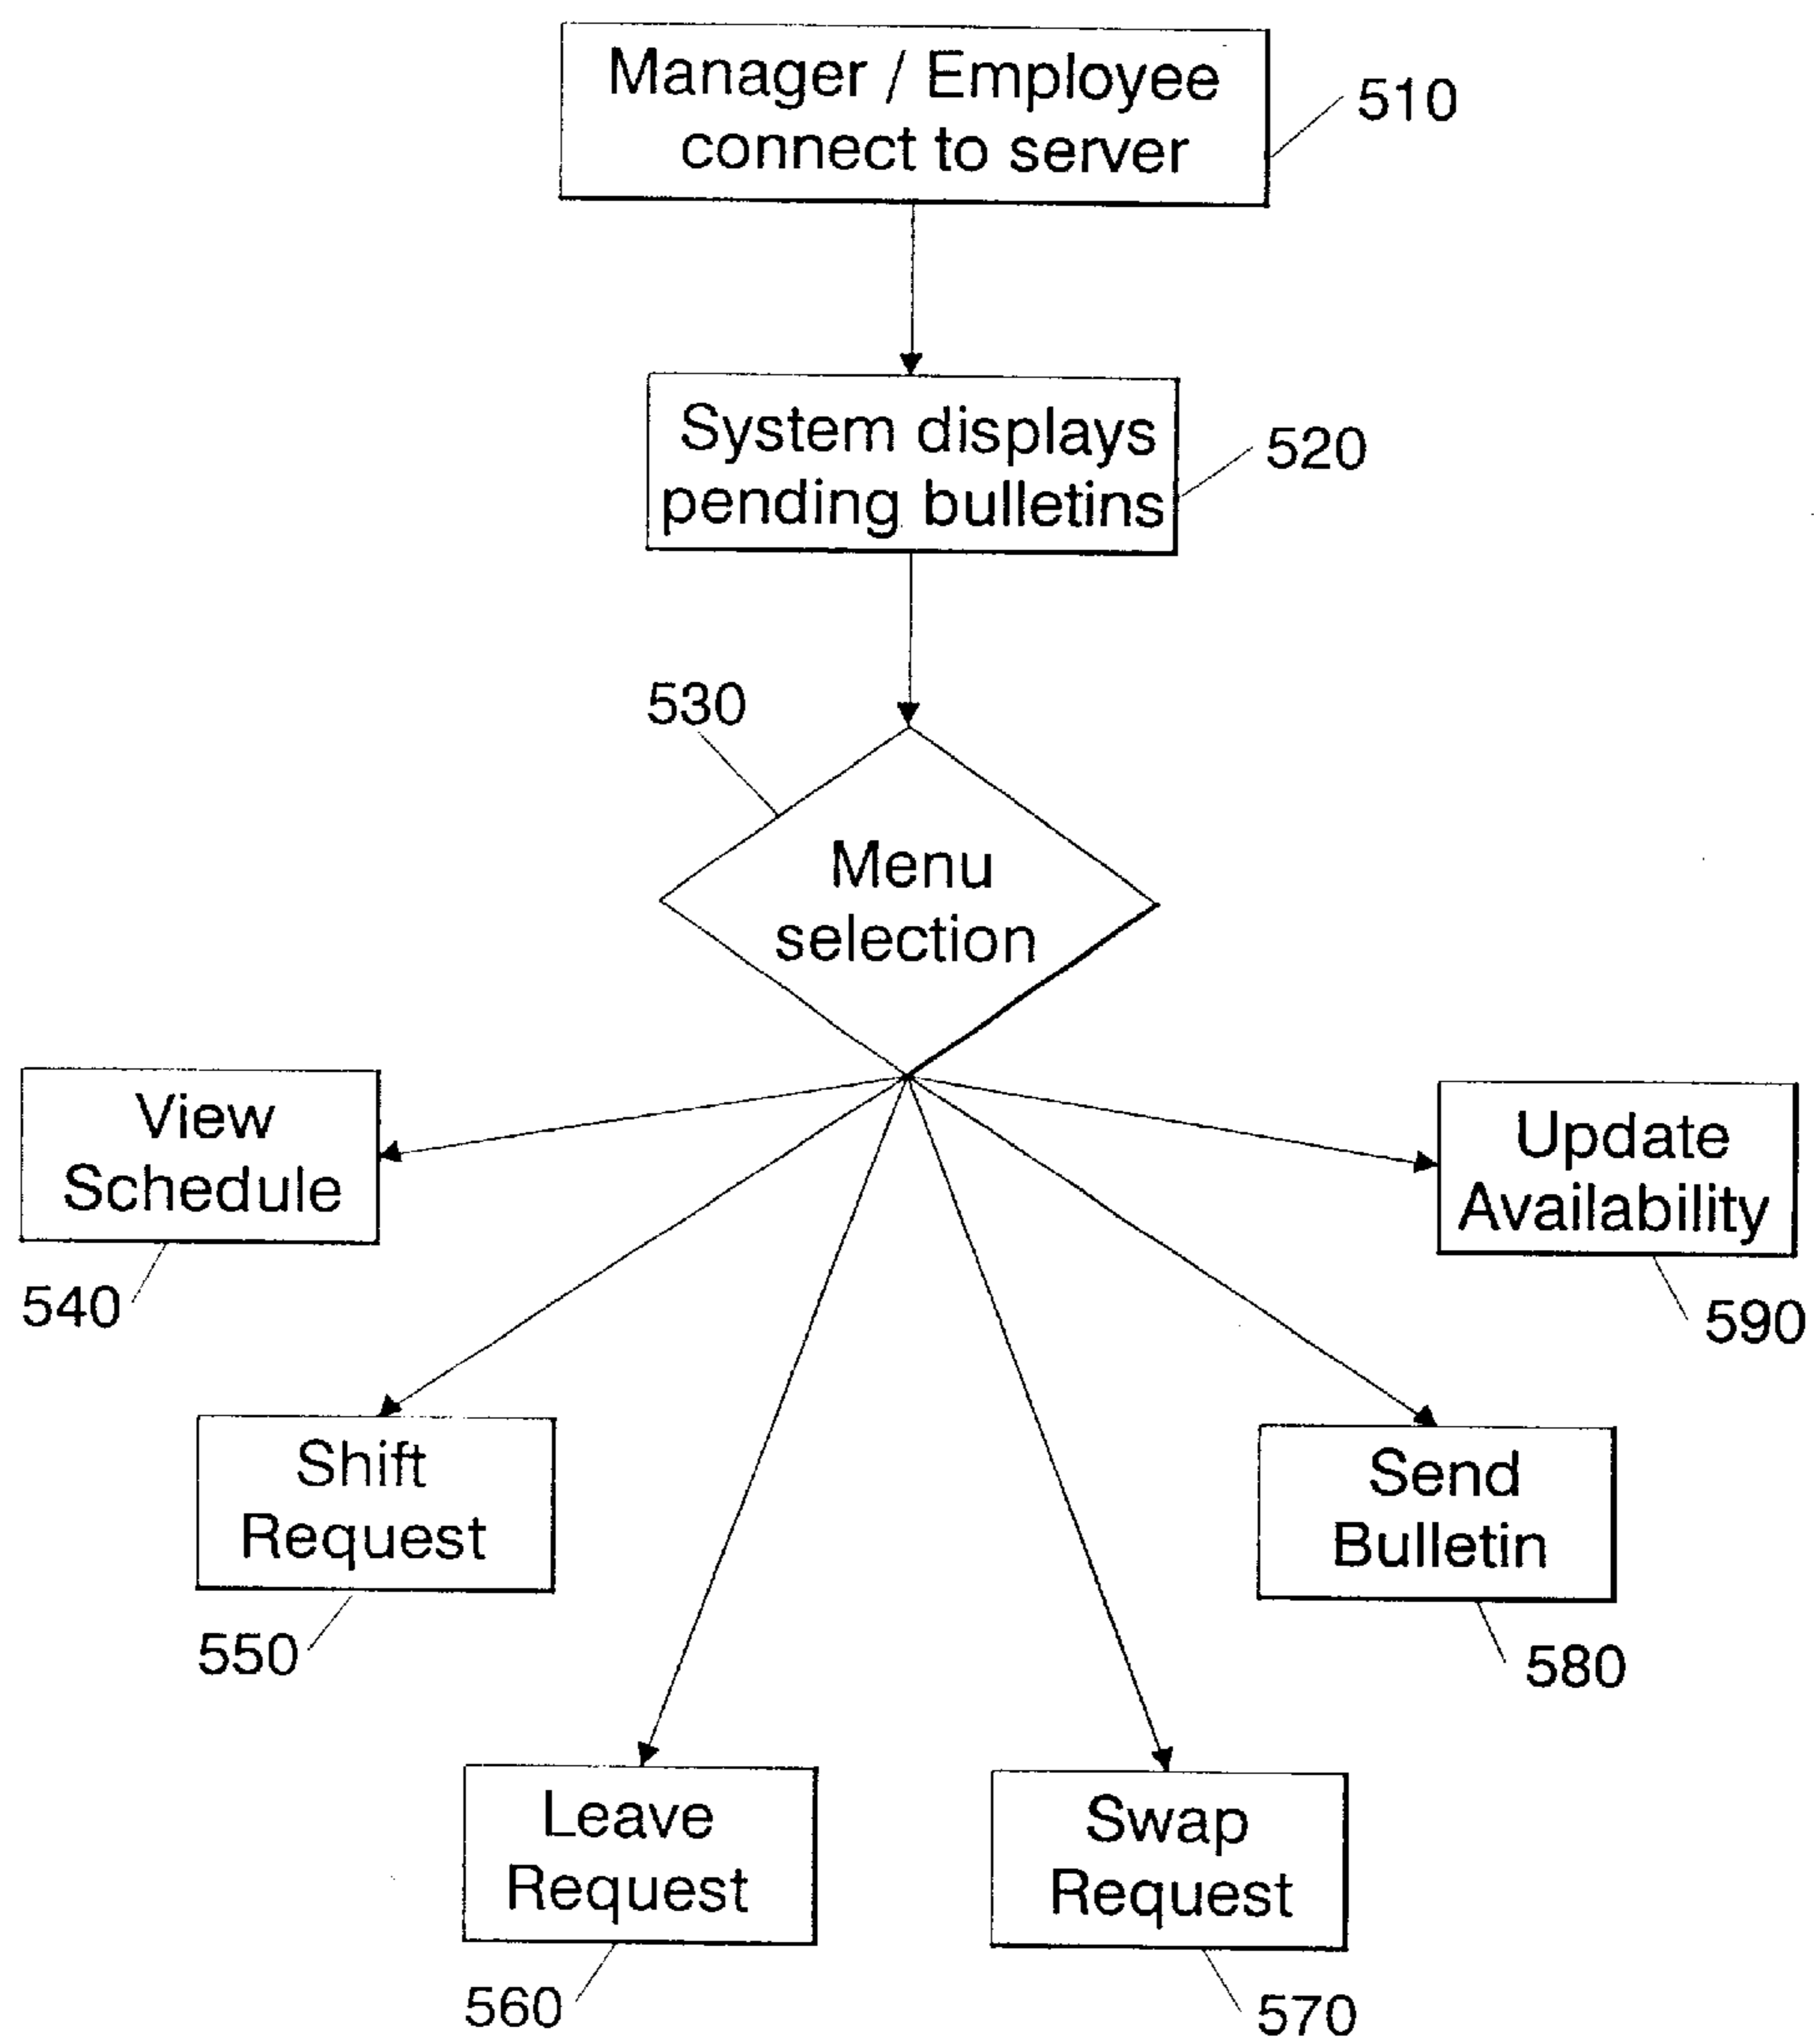 Manager / Employee
connect to server
510
System displays
pending bulletins
520
530
Menu
selection
View
Schedule
540
Update
Availability
590
Shift
Request
550
Send
Bulletin
580
Leave
Request
560
Swap
Request
570